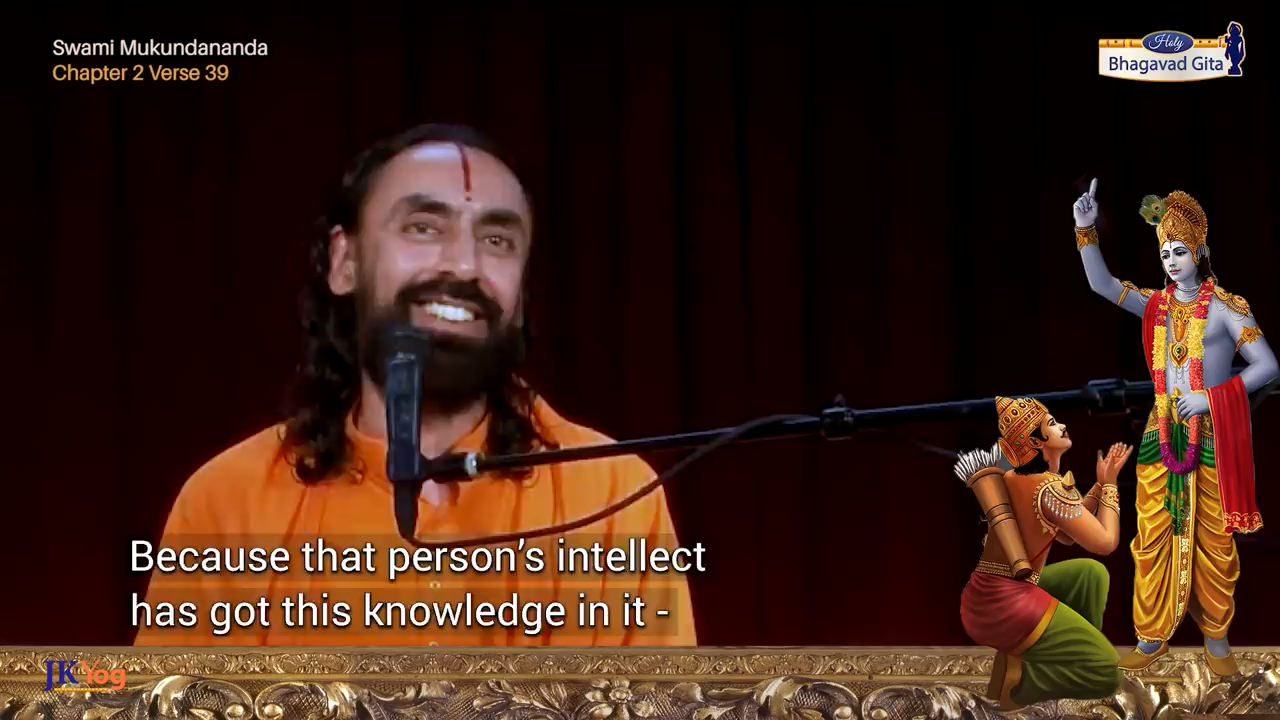 Swami Mukundananda
Chapter 2 Verse 39
Holy
Bhagavad Gita
Because that person's intellect
has got this knowledge in it -
JKYog